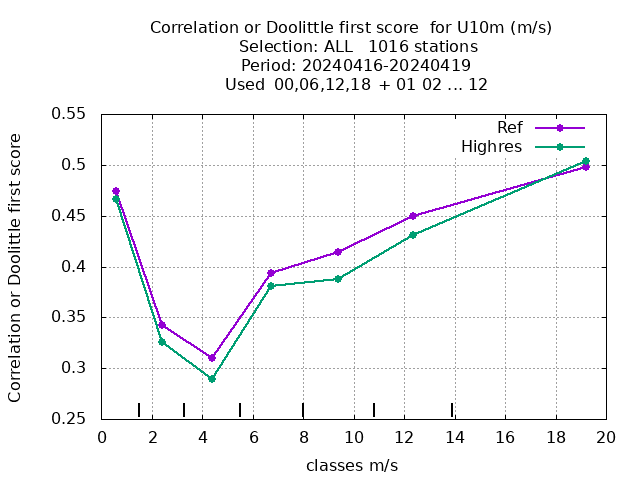 Correlation or Doolittle first score  for U10m (m/s)
Selection: ALL   1016 stations
Period: 20240416-20240419
Used  00,06,12,18 + 01 02 ... 12
Ref
Highres
Correlation or Doolittle first score
0.55
0.5
0.45
0.4
0.35
0.3
0.25
0 2 4 6 8 10 12 14 16 18 20
classes m/s